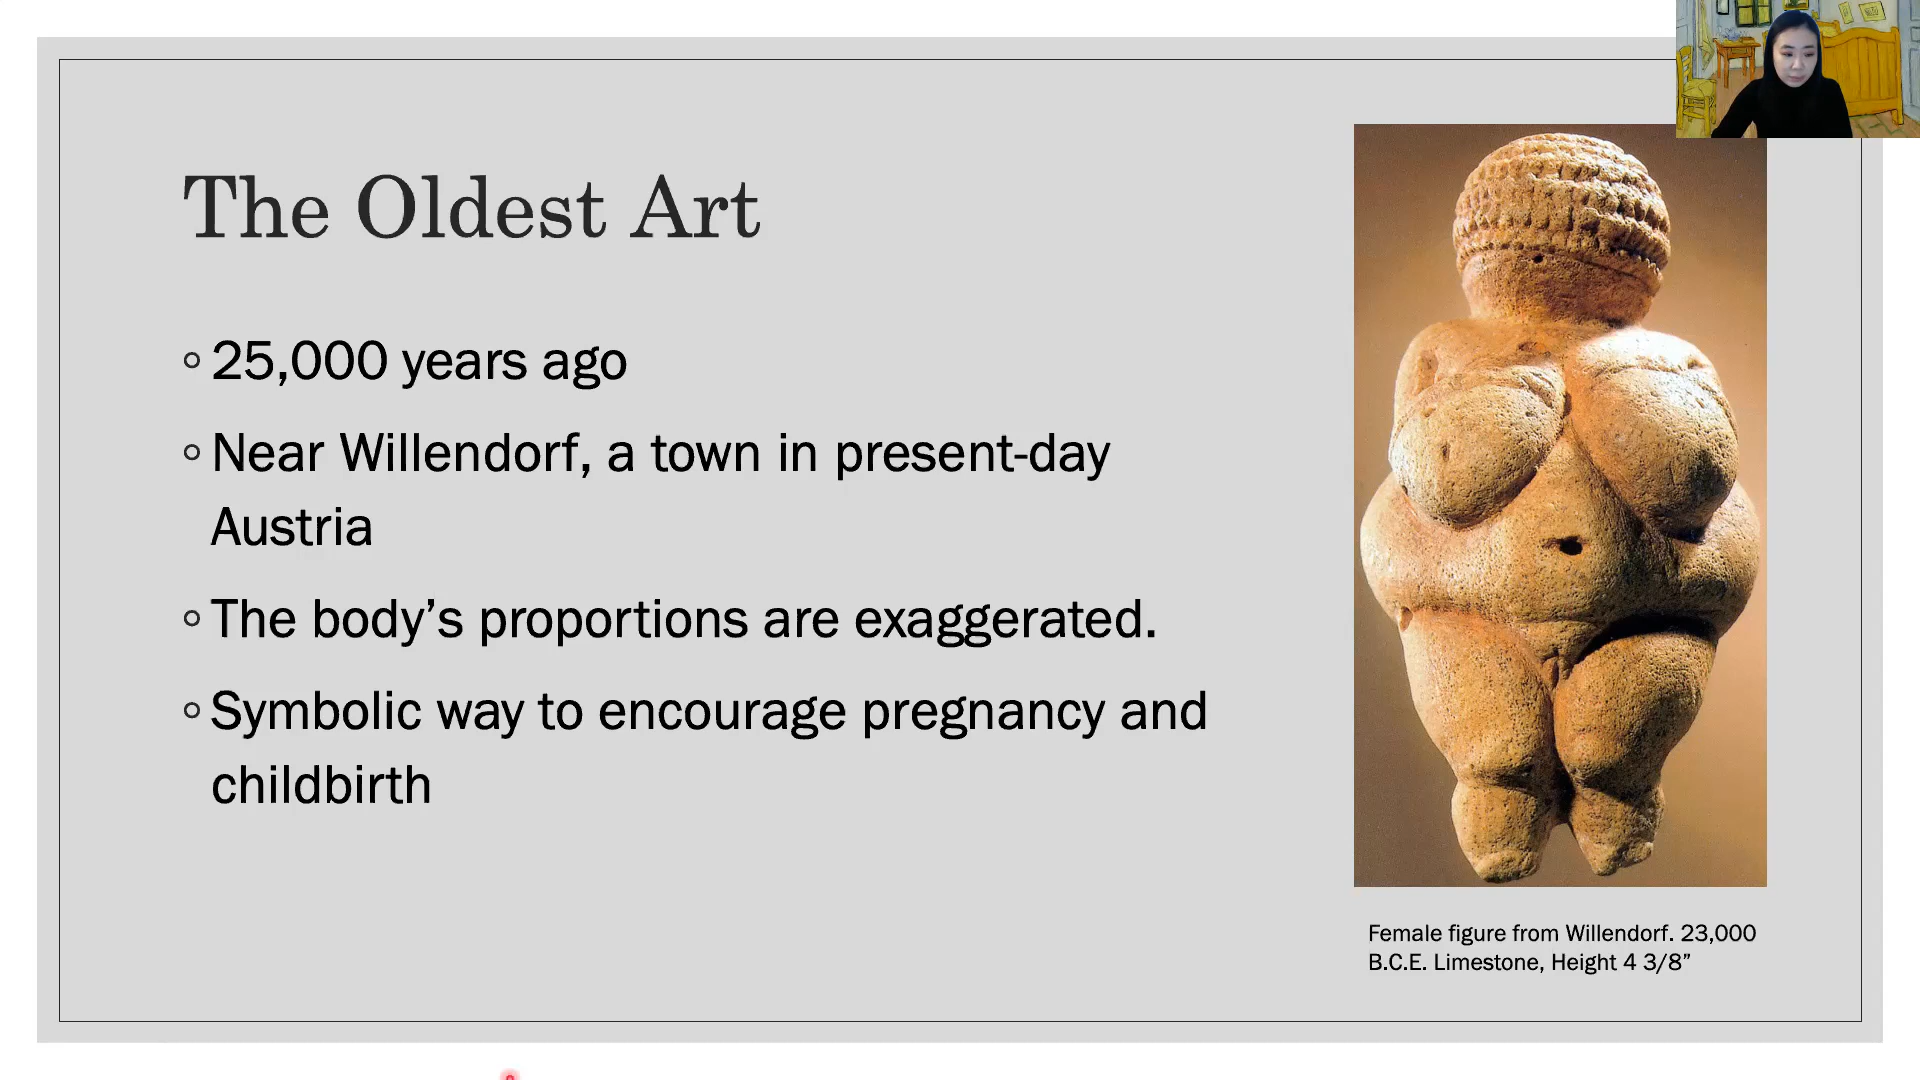 The Oldest Art
◦ 25,000 years ago
◦ Near Willendorf, a town in present-day
Austria
◦ The body’s proportions are exaggerated.
◦ Symbolic way to encourage pregnancy and
childbirth
Female figure from Willendorf. 23,000
B.C.E. Limestone, Height 4 3/8”